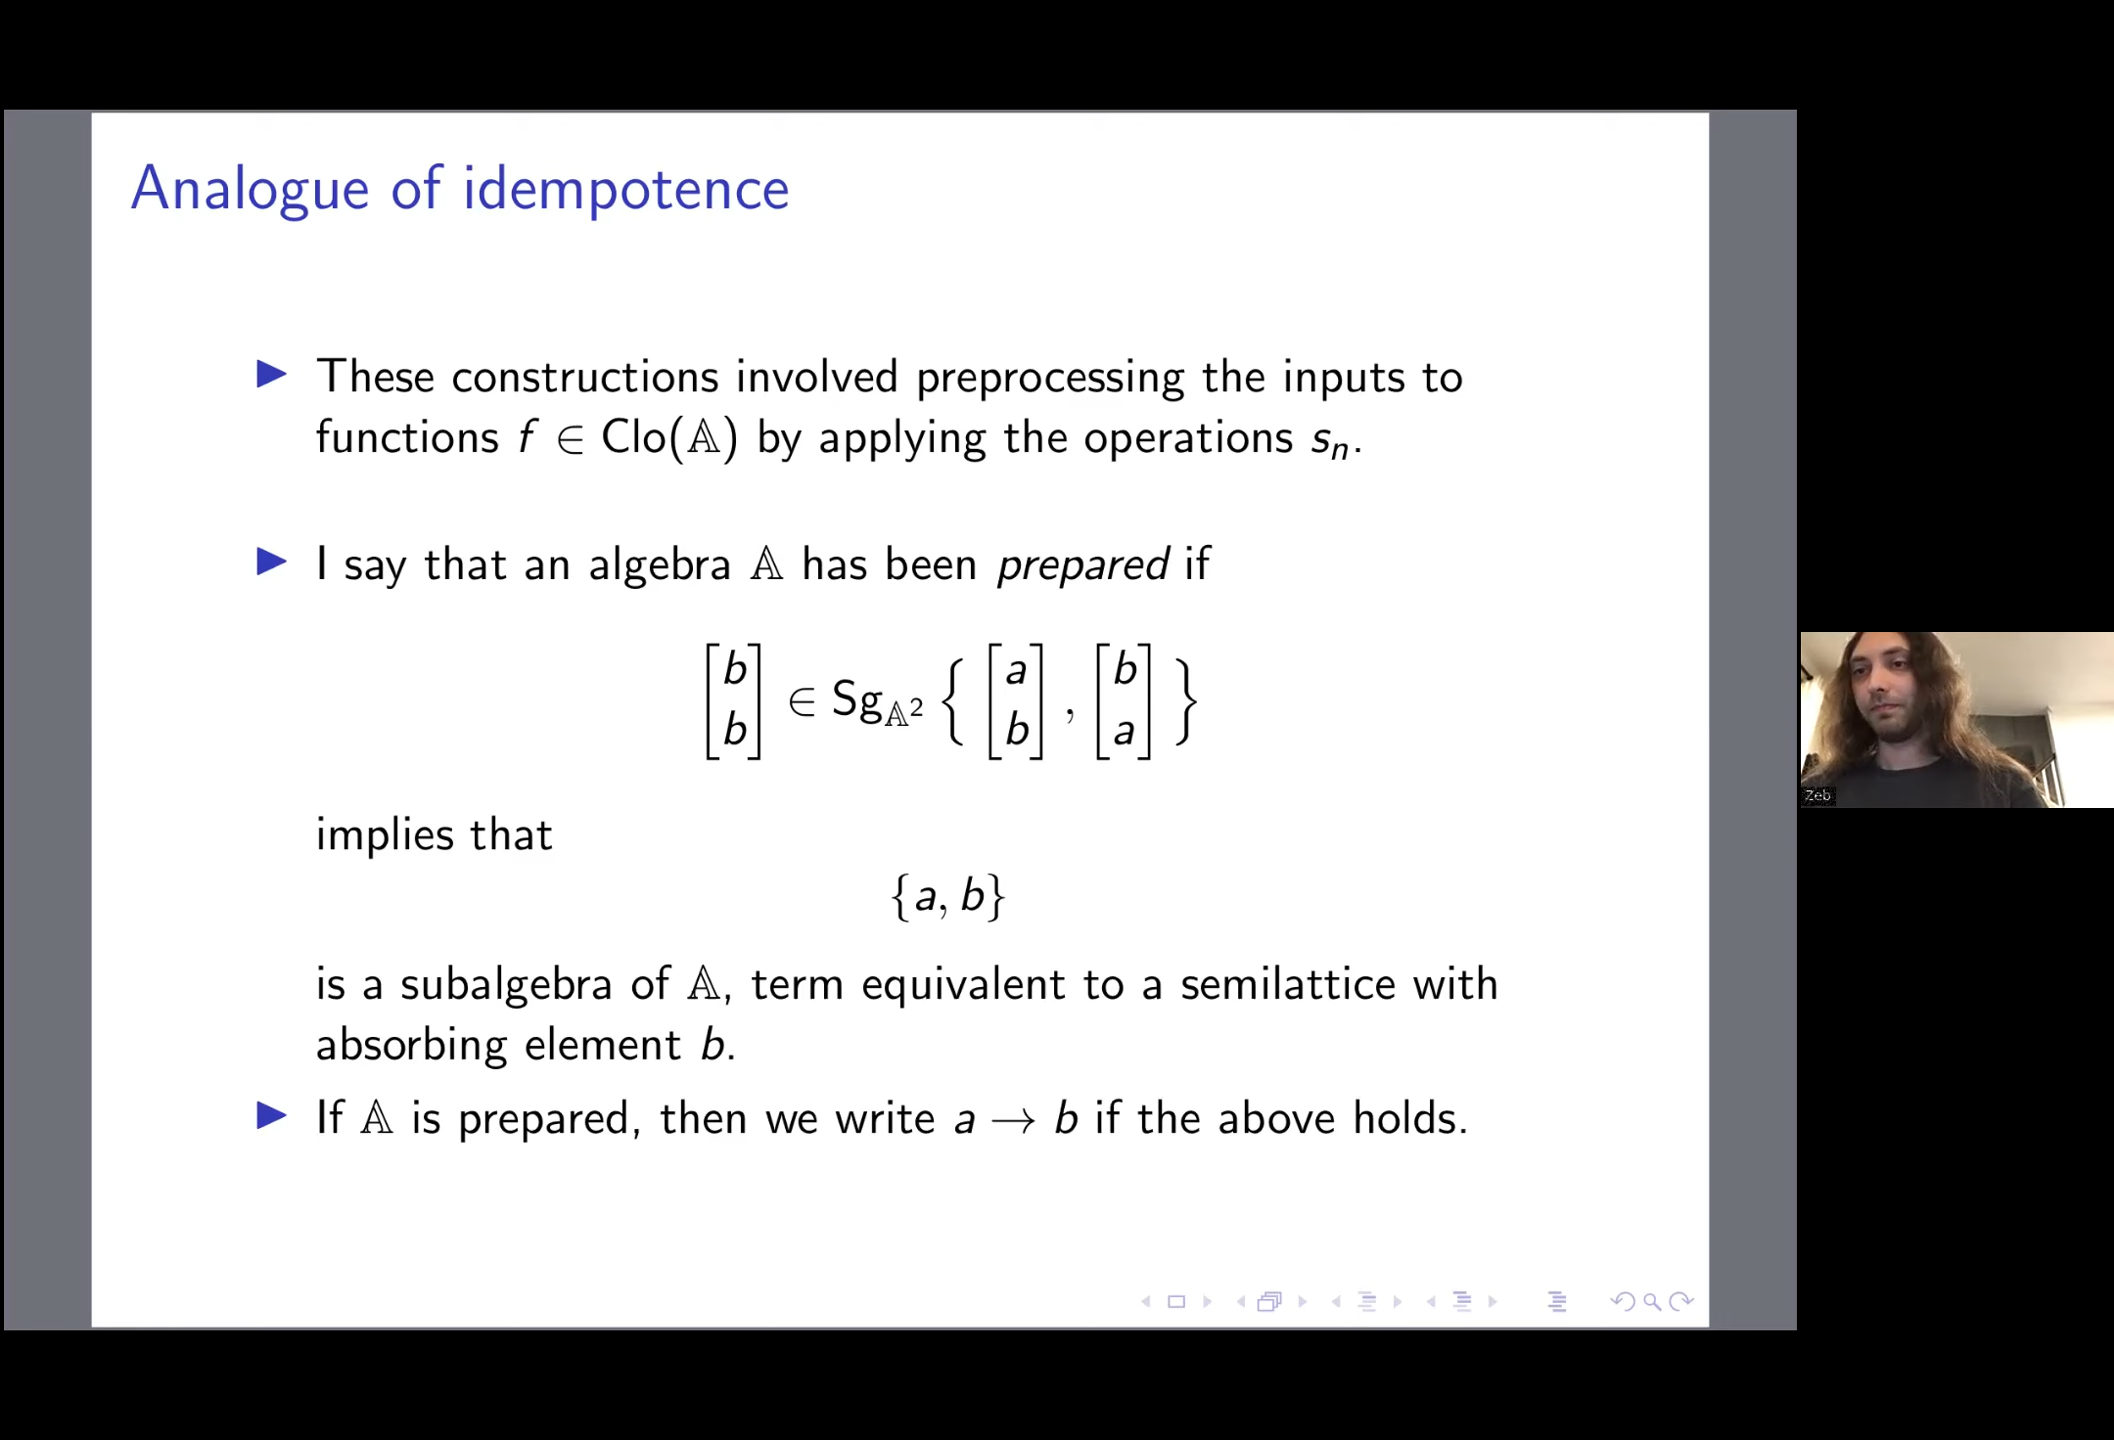 Analogue of idempotence
▶ These constructions involved preprocessing the inputs to
functions f ∈ Clo(𝔸) by applying the operations sₙ.
▶ I say that an algebra 𝔸 has been prepared if
[b b] ∈ Sg_𝔸² { [a b] , [b a] }
implies that
{a, b}
is a subalgebra of 𝔸, term equivalent to a semilattice with
absorbing element b.
▶ If 𝔸 is prepared, then we write a → b if the above holds.
Zeb